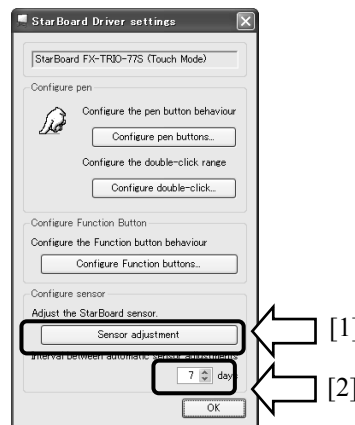 StarBoard Driver settings
StarBoard FX-TRIO-77S (Touch Mode)
Configure pen
Configure the pen button behaviour
Configure pen buttons...
Configure the double-click range
Configure double-click...
Configure Function Button
Configure the Function button behaviour
Configure Function buttons...
Configure sensor
Adjust the StarBoard sensor.
Sensor adjustment
[1]
Interval between automatic sensor adjustments
7 days
[2]
OK